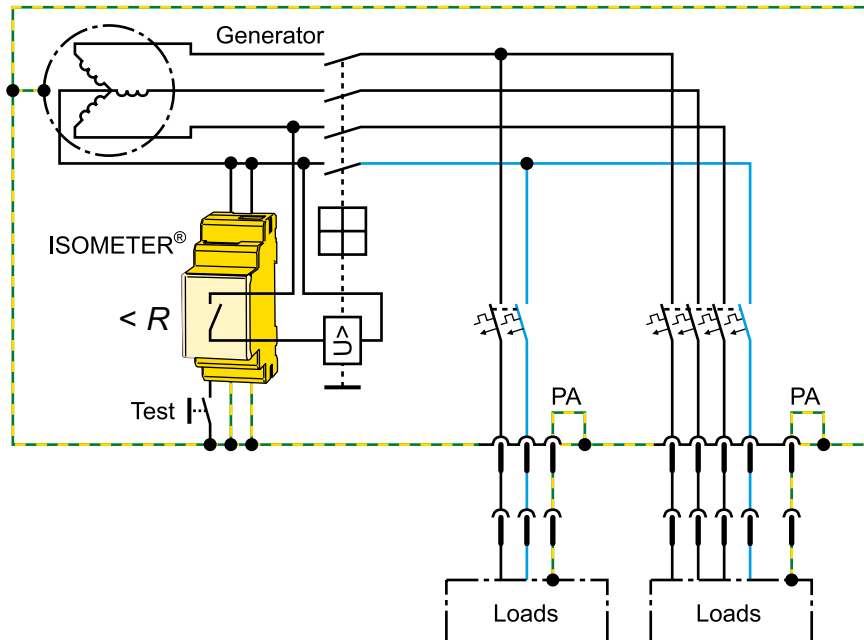 Generator
ISOMETER®
< R
U>
Test
PA
PA
Loads
Loads